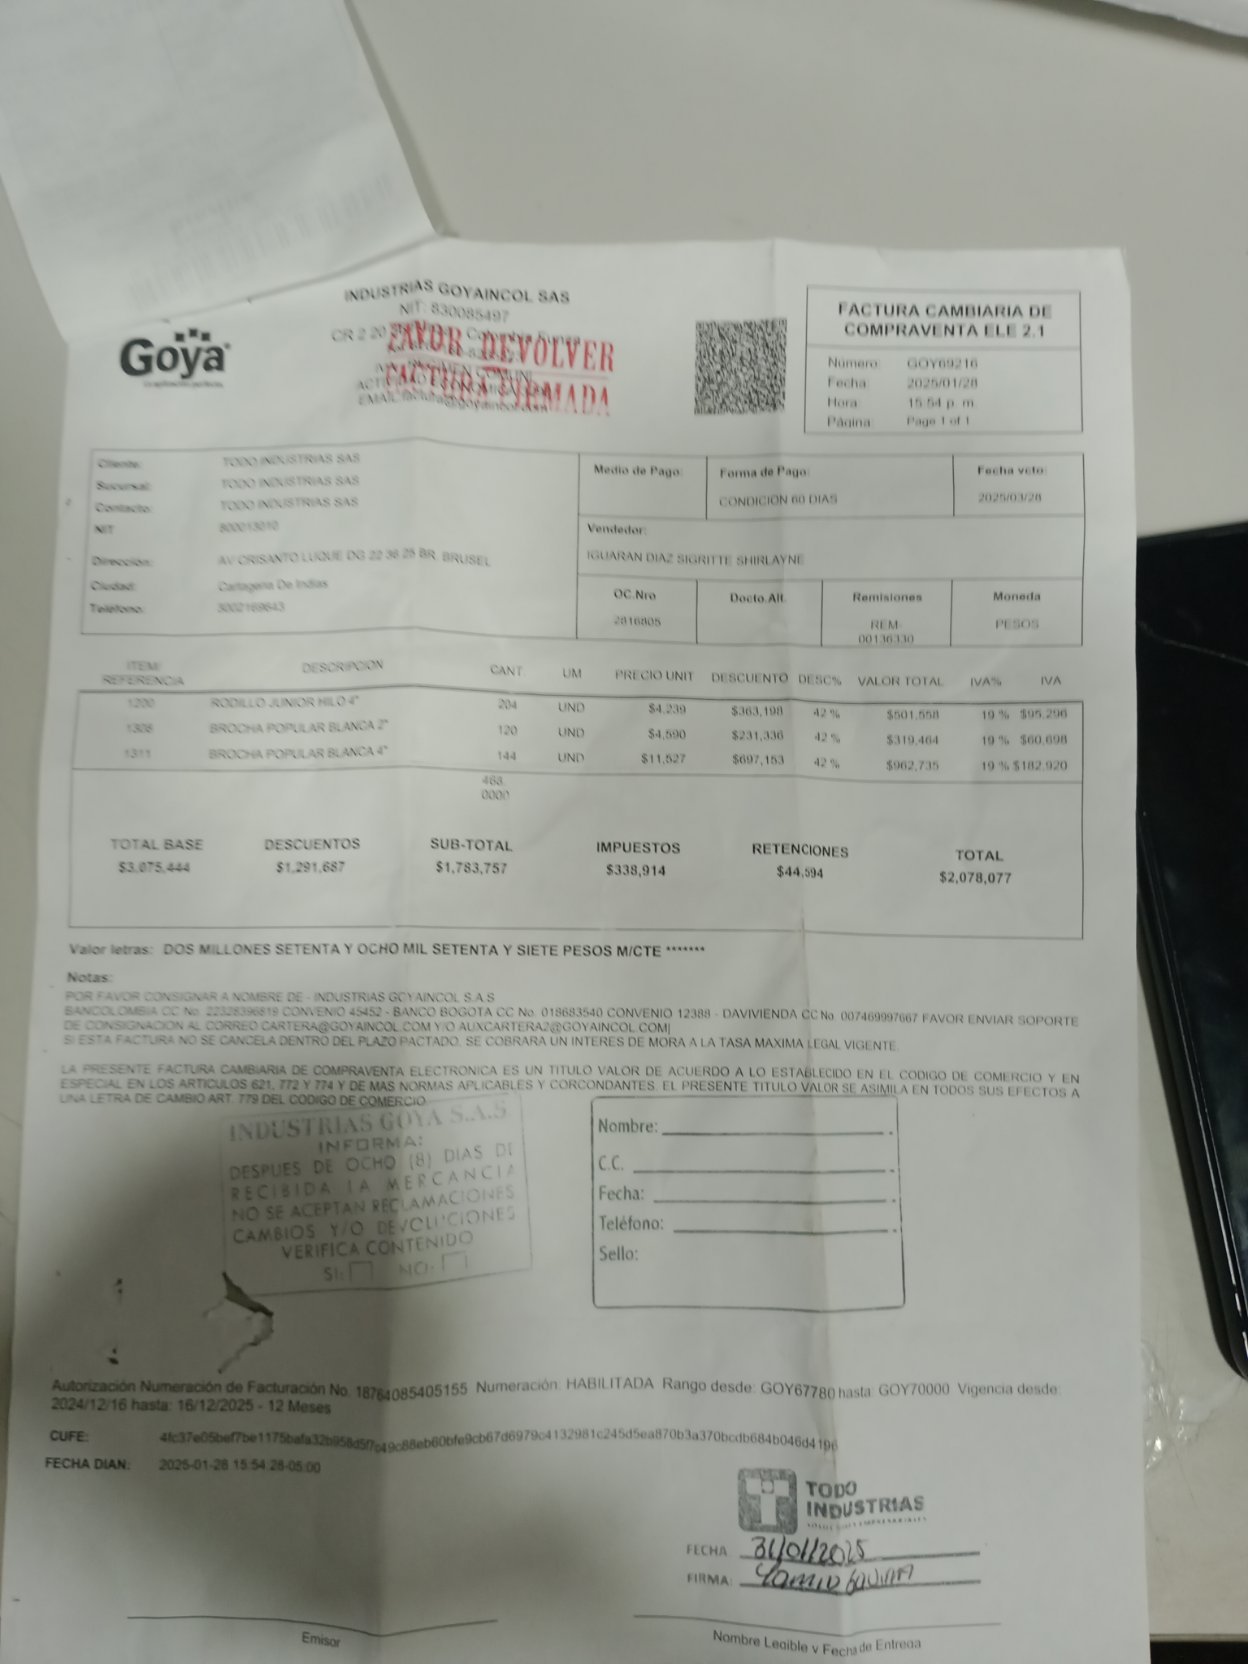 INDUSTRIAS GOYAINCOL SAS
NIT: 830085497
CR 2 20
FAVOR DEVOLVER
FACTURA FIRMADA
Goya
FACTURA CAMBIARIA DE
COMPRAVENTA ELE 2.1
Número: GOY69216
Fecha: 2025/01/28
Hora: 15:54 p. m.
Página: Page 1 of 1
Cliente: TODO INDUSTRIAS SAS
Sucursal: TODO INDUSTRIAS SAS
Contacto: TODO INDUSTRIAS SAS
NIT 800013010
Dirección: AV CRISANTO LUQUE DG 22 36 25 BR BRUSEL
Ciudad: Cartagena De Indias
Teléfono: 3002169643
Medio de Pago:
Forma de Pago:
CONDICION 60 DIAS
Fecha vcto:
2025/03/28
Vendedor:
IGUARAN DIAZ SIGRITTE SHIRLAYNE
OC.Nro Docto.Alt. Remisiones Moneda
2816805 REM- PESOS
00136330
ITEM/ REFERENCIA DESCRIPCION CANT. UM PRECIO UNIT DESCUENTO DESC% VALOR TOTAL IVA% IVA
1200 RODILLO JUNIOR HILO 4" 204 UND $4,239 $363,198 42 % $501,558 19 % $95,296
1308 BROCHA POPULAR BLANCA 2" 120 UND $4,590 $231,336 42 % $319,464 19 % $60,698
1311 BROCHA POPULAR BLANCA 4" 144 UND $11,527 $697,153 42 % $962,735 19 % $182,920
468.
0000
TOTAL BASE DESCUENTOS SUB-TOTAL IMPUESTOS RETENCIONES TOTAL
$3,075,444 $1,291,687 $1,783,757 $338,914 $44,594 $2,078,077
Valor letras: DOS MILLONES SETENTA Y OCHO MIL SETENTA Y SIETE PESOS M/CTE *******
Notas:
POR FAVOR CONSIGNAR A NOMBRE DE - INDUSTRIAS GOYAINCOL S.A.S
BANCOLOMBIA CC No. 22328396819 CONVENIO 45452 - BANCO BOGOTA CC No. 018683540 CONVENIO 12388 - DAVIVIENDA CC No. 007469997667 FAVOR ENVIAR SOPORTE
DE CONSIGNACION AL CORREO CARTERA@GOYAINCOL.COM Y/O AUXCARTERA2@GOYAINCOL.COM|
SI ESTA FACTURA NO SE CANCELA DENTRO DEL PLAZO PACTADO, SE COBRARA UN INTERES DE MORA A LA TASA MAXIMA LEGAL VIGENTE.
LA PRESENTE FACTURA CAMBIARIA DE COMPRAVENTA ELECTRONICA ES UN TITULO VALOR DE ACUERDO A LO ESTABLECIDO EN EL CODIGO DE COMERCIO Y EN
ESPECIAL EN LOS ARTICULOS 621, 772 Y 774 Y DE MAS NORMAS APLICABLES Y CORCONDANTES. EL PRESENTE TITULO VALOR SE ASIMILA EN TODOS SUS EFECTOS A
UNA LETRA DE CAMBIO ART. 779 DEL CODIGO DE COMERCIO
INDUSTRIAS GOYA S.A.S
INFORMA:
DESPUES DE OCHO (8) DIAS DE
RECIBIDA LA MERCANCIA
NO SE ACEPTAN RECLAMACIONES
CAMBIOS Y/O DEVOLUCIONES
VERIFICA CONTENIDO
SI: NO:
Nombre:
C.C.
Fecha:
Teléfono:
Sello:
Autorización Numeración de Facturación No. 18764085405155 Numeración: HABILITADA Rango desde: GOY67780 hasta: GOY70000 Vigencia desde:
2024/12/16 hasta: 16/12/2025 - 12 Meses
CUFE:
FECHA DIAN: 2025-01-28 15:54:28-05:00
TODO
INDUSTRIAS
FECHA 31/01/2025
FIRMA:
Emisor
Nombre Legible y Fecha de Entrega